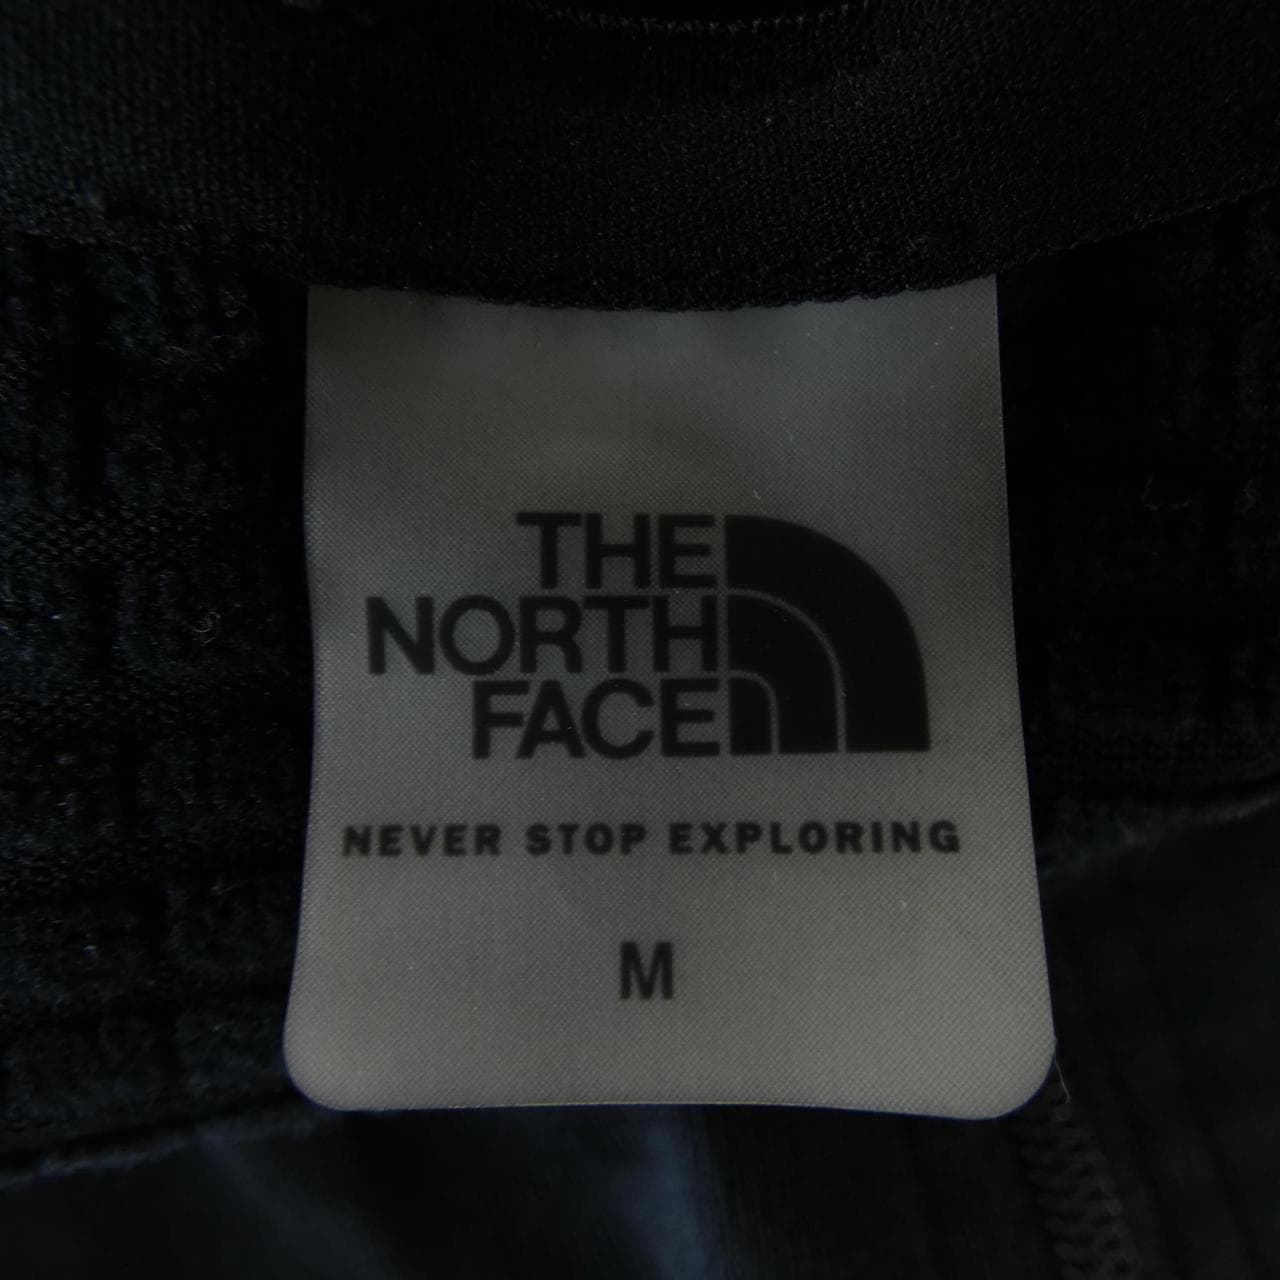 THE
NORTH
FACE
NEVER STOP EXPLORING
M